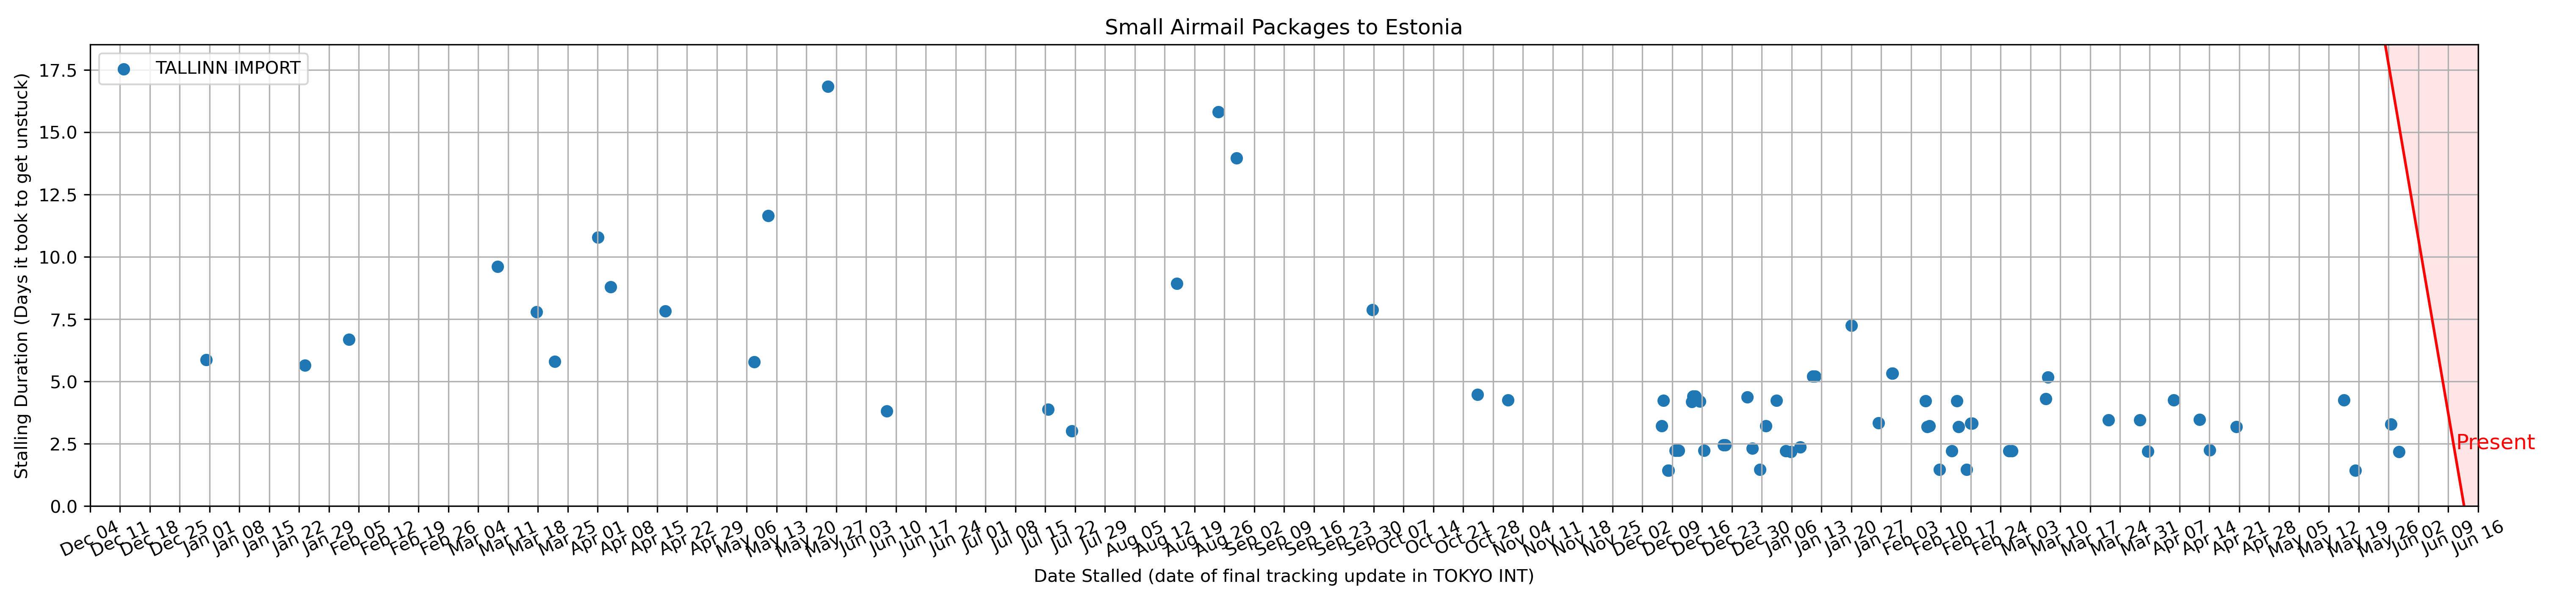 Small Airmail Packages to Estonia
TALLINN IMPORT
Stalling Duration (Days it took to get unstuck)
17.5
15.0
12.5
10.0
7.5
5.0
2.5
0.0
Present
Dec 04
Dec 11
Dec 18
Dec 25
Jan 01
Jan 08
Jan 15
Jan 22
Jan 29
Feb 05
Feb 12
Feb 19
Feb 26
Mar 04
Mar 11
Mar 18
Mar 25
Apr 01
Apr 08
Apr 15
Apr 22
Apr 29
May 06
May 13
May 20
May 27
Jun 03
Jun 10
Jun 17
Jun 24
Jul 01
Jul 08
Jul 15
Jul 22
Jul 29
Aug 05
Aug 12
Aug 19
Aug 26
Sep 02
Sep 09
Sep 16
Sep 23
Sep 30
Oct 07
Oct 14
Oct 21
Oct 28
Nov 04
Nov 11
Nov 18
Nov 25
Dec 02
Dec 09
Dec 16
Dec 23
Dec 30
Jan 06
Jan 13
Jan 20
Jan 27
Feb 03
Feb 10
Feb 17
Feb 24
Mar 03
Mar 10
Mar 17
Mar 24
Mar 31
Apr 07
Apr 14
Apr 21
Apr 28
May 05
May 12
May 19
May 26
Jun 02
Jun 09
Jun 16
Date Stalled (date of final tracking update in TOKYO INT)